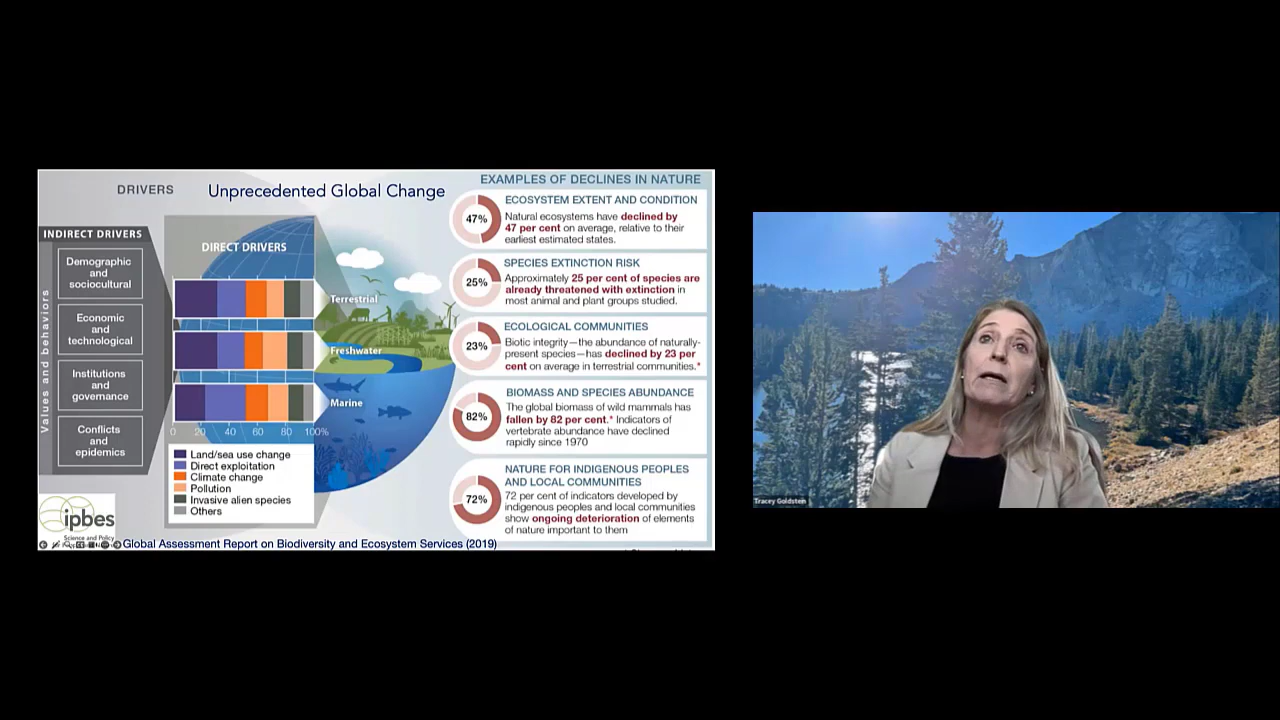 DRIVERS
Unprecedented Global Change
INDIRECT DRIVERS
Values and behaviors
Demographic
and
sociocultural
Economic
and
technological
Institutions
and
governance
Conflicts
and
epidemics
DIRECT DRIVERS
Terrestrial
Freshwater
Marine
0 20 40 60 80 100%
Land/sea use change
Direct exploitation
Climate change
Pollution
Invasive alien species
Others
EXAMPLES OF DECLINES IN NATURE
47%
ECOSYSTEM EXTENT AND CONDITION
Natural ecosystems have declined by
47 per cent on average, relative to their
earliest estimated states.
25%
SPECIES EXTINCTION RISK
Approximately 25 per cent of species are
already threatened with extinction in
most animal and plant groups studied.
23%
ECOLOGICAL COMMUNITIES
Biotic integrity—the abundance of naturally-
present species—has declined by 23 per
cent on average in terrestrial communities.*
82%
BIOMASS AND SPECIES ABUNDANCE
The global biomass of wild mammals has
fallen by 82 per cent.* Indicators of
vertebrate abundance have declined
rapidly since 1970
72%
NATURE FOR INDIGENOUS PEOPLES
AND LOCAL COMMUNITIES
72 per cent of indicators developed by
indigenous peoples and local communities
show ongoing deterioration of elements
of nature important to them
ipbes
Science and Policy
Global Assessment Report on Biodiversity and Ecosystem Services (2019)
Tracey Goldstein